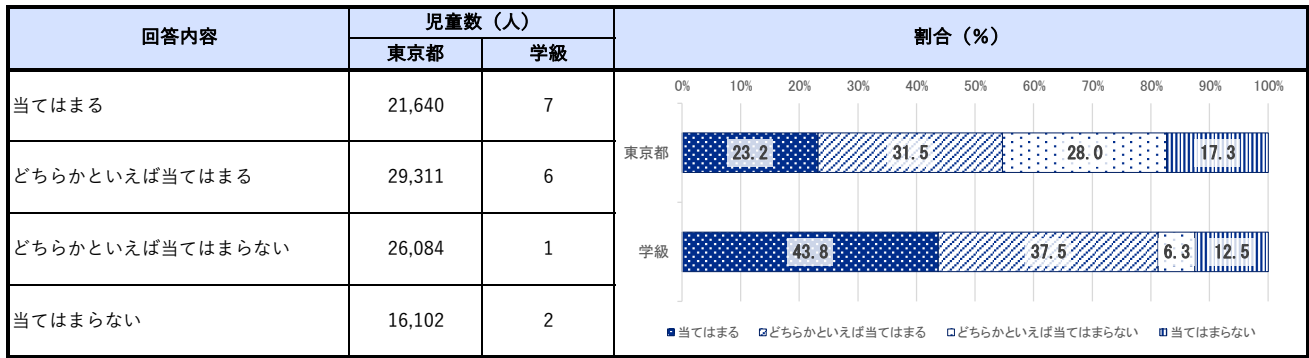 回答内容 児童数（人） 割合（%）
東京都 学級
当てはまる 21,640 7
どちらかといえば当てはまる 29,311 6
どちらかといえば当てはまらない 26,084 1
当てはまらない 16,102 2
0% 10% 20% 30% 40% 50% 60% 70% 80% 90% 100%
東京都 23.2 31.5 28.0 17.3
学級 43.8 37.5 6.3 12.5
当てはまる どちらかといえば当てはまる どちらかといえば当てはまらない 当てはまらない